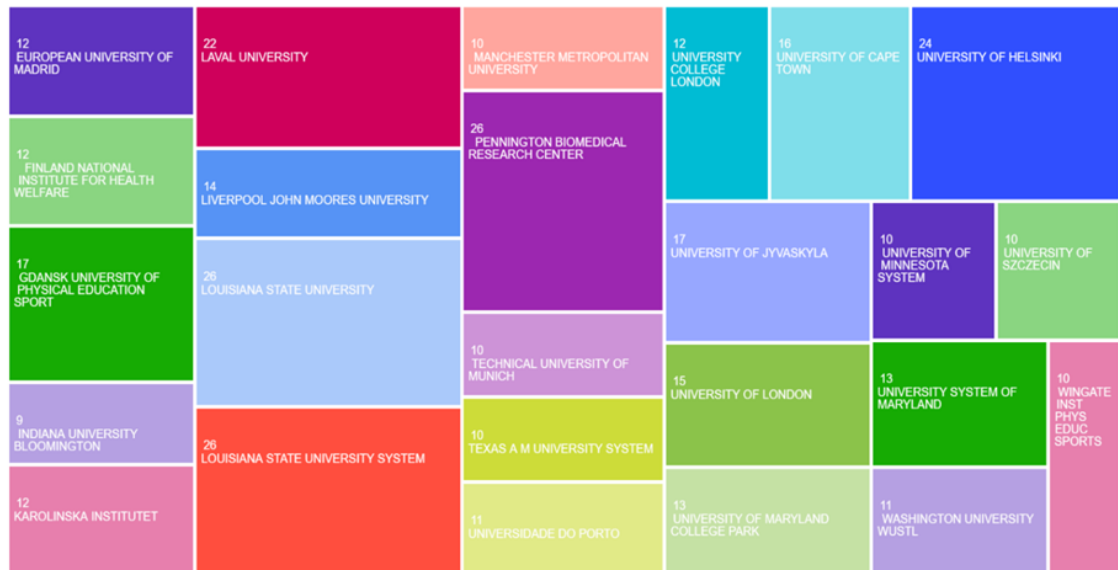 12
EUROPEAN UNIVERSITY OF
MADRID
12
FINLAND NATIONAL
INSTITUTE FOR HEALTH
WELFARE
17
GDANSK UNIVERSITY OF
PHYSICAL EDUCATION
SPORT
9
INDIANA UNIVERSITY
BLOOMINGTON
12
KAROLINSKA INSTITUTET
22
LAVAL UNIVERSITY
14
LIVERPOOL JOHN MOORES UNIVERSITY
26
LOUISIANA STATE UNIVERSITY
26
LOUISIANA STATE UNIVERSITY SYSTEM
10
MANCHESTER METROPOLITAN
UNIVERSITY
26
PENNINGTON BIOMEDICAL
RESEARCH CENTER
10
TECHNICAL UNIVERSITY OF
MUNICH
10
TEXAS A M UNIVERSITY SYSTEM
11
UNIVERSIDADE DO PORTO
12
UNIVERSITY
COLLEGE
LONDON
16
UNIVERSITY OF CAPE
TOWN
24
UNIVERSITY OF HELSINKI
17
UNIVERSITY OF JYVASKYLA
10
UNIVERSITY OF
MINNESOTA
SYSTEM
10
UNIVERSITY OF
SZCZECIN
15
UNIVERSITY OF LONDON
13
UNIVERSITY SYSTEM OF
MARYLAND
10
WINGATE
INST
PHYS
EDUC
SPORTS
13
UNIVERSITY OF MARYLAND
COLLEGE PARK
11
WASHINGTON UNIVERSITY
WUSTL